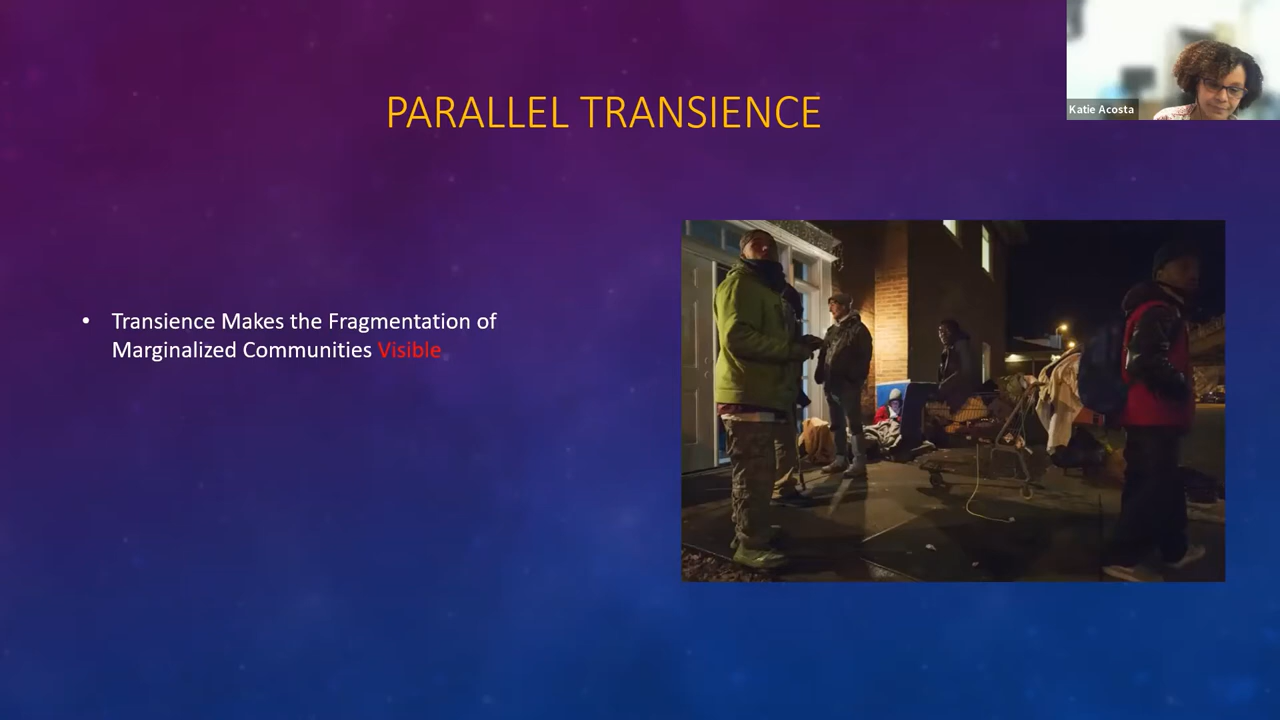 Katie Acosta
PARALLEL TRANSIENCE
• Transience Makes the Fragmentation of
Marginalized Communities Visible